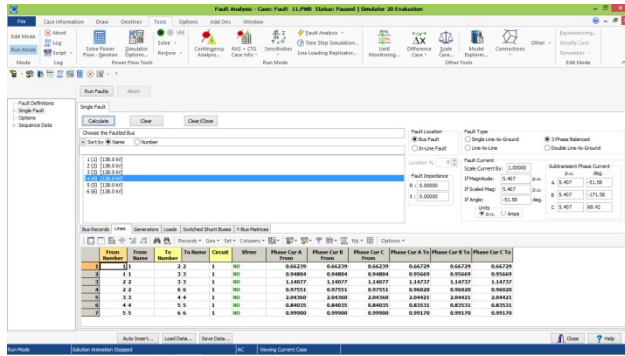 Fault Analysis - Case: Fault 11.PWB Status: Paused | Simulator 20 Evaluation
File Case Information Draw Onelines Tools Options Add Ons Window
Edit Mode Abort Log Script
Run Mode
Solve Power Flow - Newton Simulator Options... Solve Restore
Contingency Analysis... RAS + CTG Case Info Sensitivities Fault Analysis Time Step Simulation... Line Loading Replicator...
Limit Monitoring... Difference Case Scale Case Model Explorer... Connections Other Equivalencing... Modify Case Renumber
Mode Log Power Flow Tools Run Mode Other Tools Edit Mode
Run Faults Abort
Fault Definitions
Single Fault
Options
Sequence Data
Single Fault
Calculate Clear Clear/Close
Choose the Faulted Bus
Sort by Name Number
1 (1) [138.0 kV]
2 (2) [138.0 kV]
3 (3) [138.0 kV]
4 (4) [138.0 kV]
5 (5) [138.0 kV]
6 (6) [138.0 kV]
Fault Location
Bus Fault
In-Line Fault
Location % 0
Fault Impedance
R : 0.00000
X : 0.00000
Fault Type
Single Line-to-Ground 3 Phase Balanced
Line-to-Line Double Line-to-Ground
Fault Current
Scale Current By: 1.00000
If Magnitude: 5.407 p.u.
If Scaled Mag: 5.407 p.u.
If Angle: -51.58 deg.
Units
p.u. Amps
Subtransient Phase Current
p.u. deg.
A 5.407 -51.58
B 5.407 -171.58
C 5.407 68.42
Bus Records Lines Generators Loads Switched Shunt Buses Y-Bus Matrices
Records Geo Set Columns Options
From Number From Name To Number To Name Circuit Xfrmr Phase Cur A From Phase Cur B From Phase Cur C From Phase Cur A To Phase Cur B To Phase Cur C To
1 1 1 2 2 1 NO 0.66239 0.66239 0.66239 0.66729 0.66729 0.66729
2 1 1 3 3 1 NO 0.94804 0.94804 0.94804 0.95669 0.95669 0.95669
3 2 2 3 3 1 NO 1.14077 1.14077 1.14077 1.14737 1.14737 1.14737
4 2 2 6 6 1 NO 0.97551 0.97551 0.97551 0.96020 0.96020 0.96020
5 3 3 4 4 1 NO 2.04360 2.04360 2.04360 2.04421 2.04421 2.04421
6 4 4 5 5 1 NO 0.84035 0.84035 0.84035 0.83531 0.83531 0.83531
7 5 5 6 6 1 NO 0.99900 0.99900 0.99900 0.99170 0.99170 0.99170
Auto Insert... Load Data... Save Data... Close Help
Run Mode Solution Animation Stopped AC Viewing Current Case